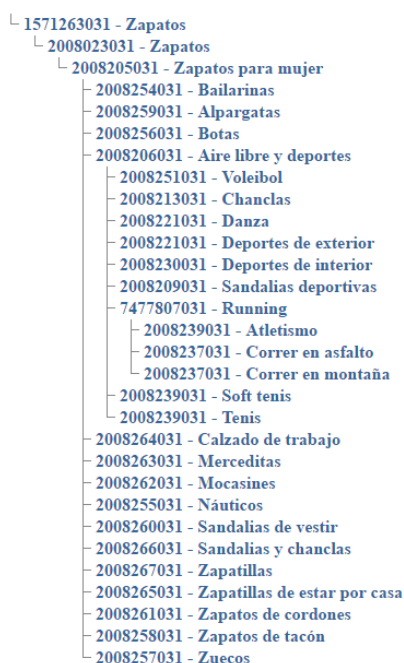 1571263031 - Zapatos
2008023031 - Zapatos
2008205031 - Zapatos para mujer
2008254031 - Bailarinas
2008259031 - Alpargatas
2008256031 - Botas
2008206031 - Aire libre y deportes
2008251031 - Voleibol
2008213031 - Chanclas
2008221031 - Danza
2008221031 - Deportes de exterior
2008230031 - Deportes de interior
2008209031 - Sandalias deportivas
7477807031 - Running
2008239031 - Atletismo
2008237031 - Correr en asfalto
2008237031 - Correr en montaña
2008239031 - Soft tenis
2008239031 - Tenis
2008264031 - Calzado de trabajo
2008263031 - Merceditas
2008262031 - Mocasines
2008255031 - Náuticos
2008260031 - Sandalias de vestir
2008266031 - Sandalias y chanclas
2008267031 - Zapatillas
2008265031 - Zapatillas de estar por casa
2008261031 - Zapatos de cordones
2008258031 - Zapatos de tacón
2008257031 - Zuecos